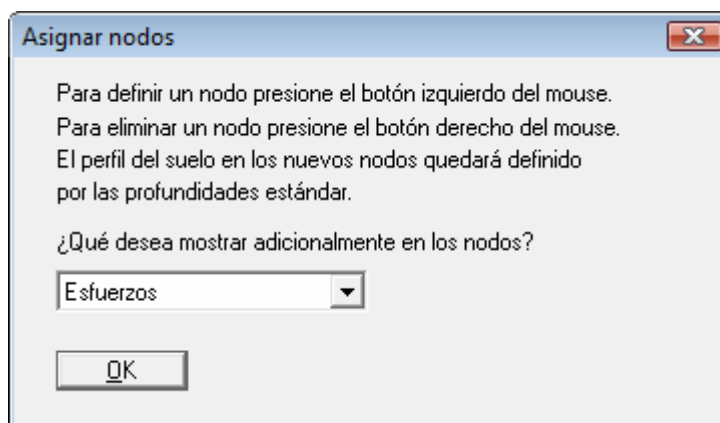 Asignar nodos
Para definir un nodo presione el botón izquierdo del mouse.
Para eliminar un nodo presione el botón derecho del mouse.
El perfil del suelo en los nuevos nodos quedará definido
por las profundidades estándar.
¿Qué desea mostrar adicionalmente en los nodos?
Esfuerzos
OK